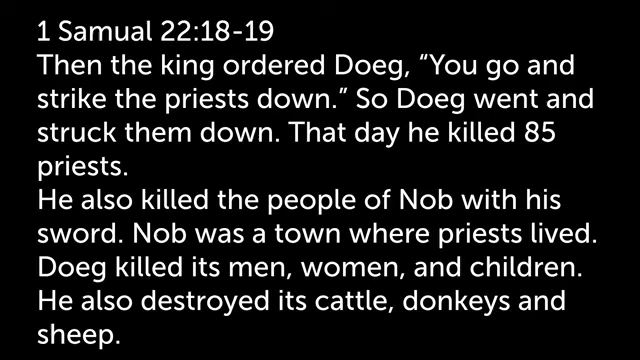 1 Samual 22:18-19
Then the king ordered Doeg, “You go and
strike the priests down.” So Doeg went and
struck them down. That day he killed 85
priests.
He also killed the people of Nob with his
sword. Nob was a town where priests lived.
Doeg killed its men, women, and children.
He also destroyed its cattle, donkeys and
sheep.